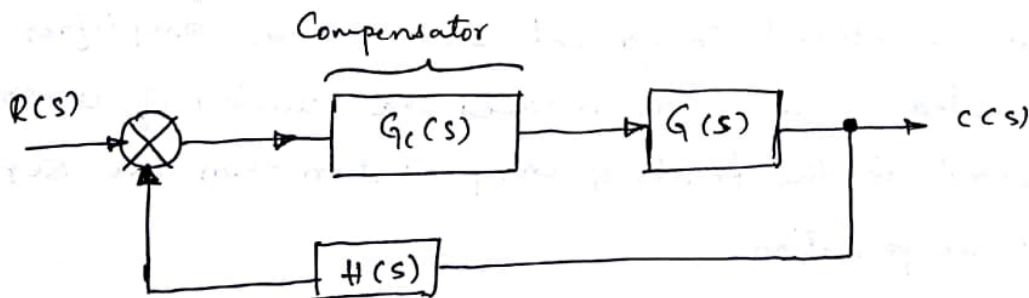 Compensator
R(S)
Gc(S)
G(S)
C(S)
H(S)